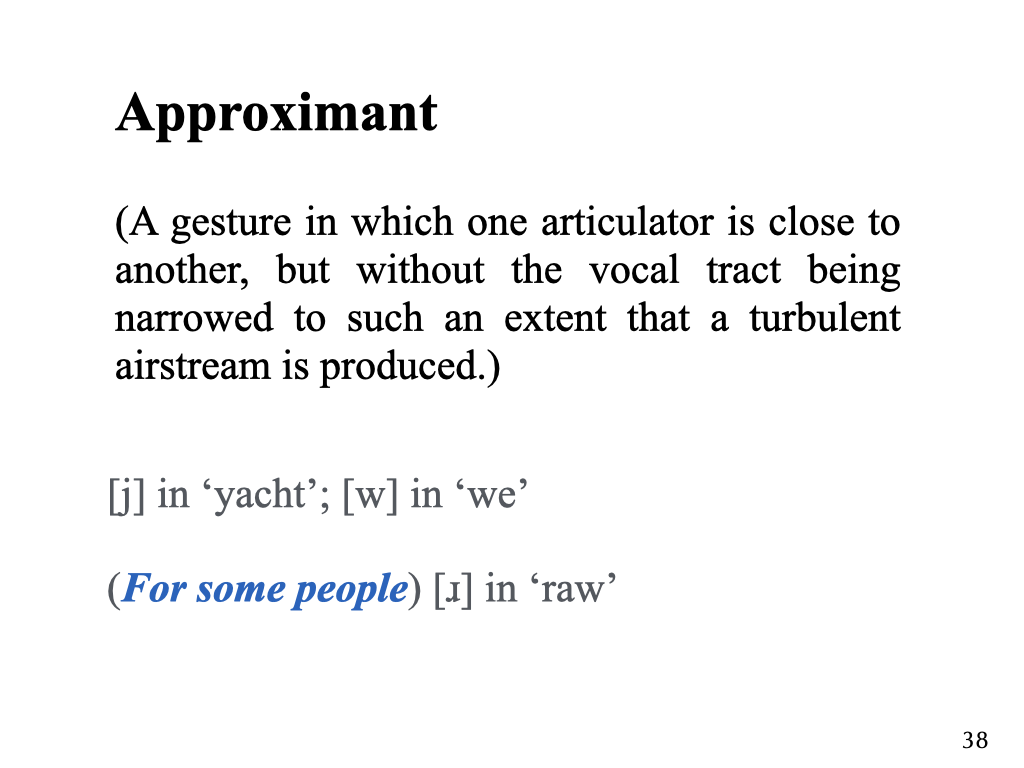 Approximant
(A gesture in which one articulator is close to
another, but without the vocal tract being
narrowed to such an extent that a turbulent
airstream is produced.)
[j] in ‘yacht’; [w] in ‘we’
(For some people) [ɹ] in ‘raw’
38